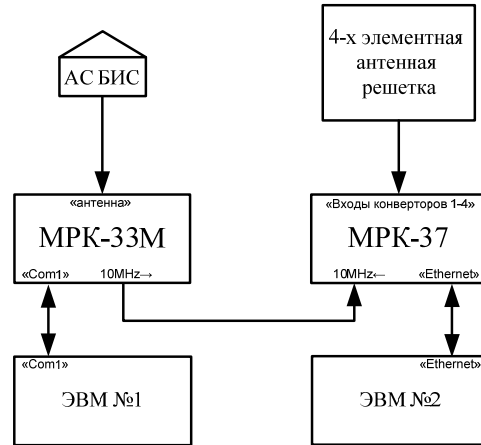 АС БИС
4-х элементная
антенная
решетка
«антенна»
МРК-33М
«Com1» 10MHz→
«Входы конверторов 1-4»
МРК-37
10MHz← «Ethernet»
«Com1»
ЭВМ №1
«Ethernet»
ЭВМ №2